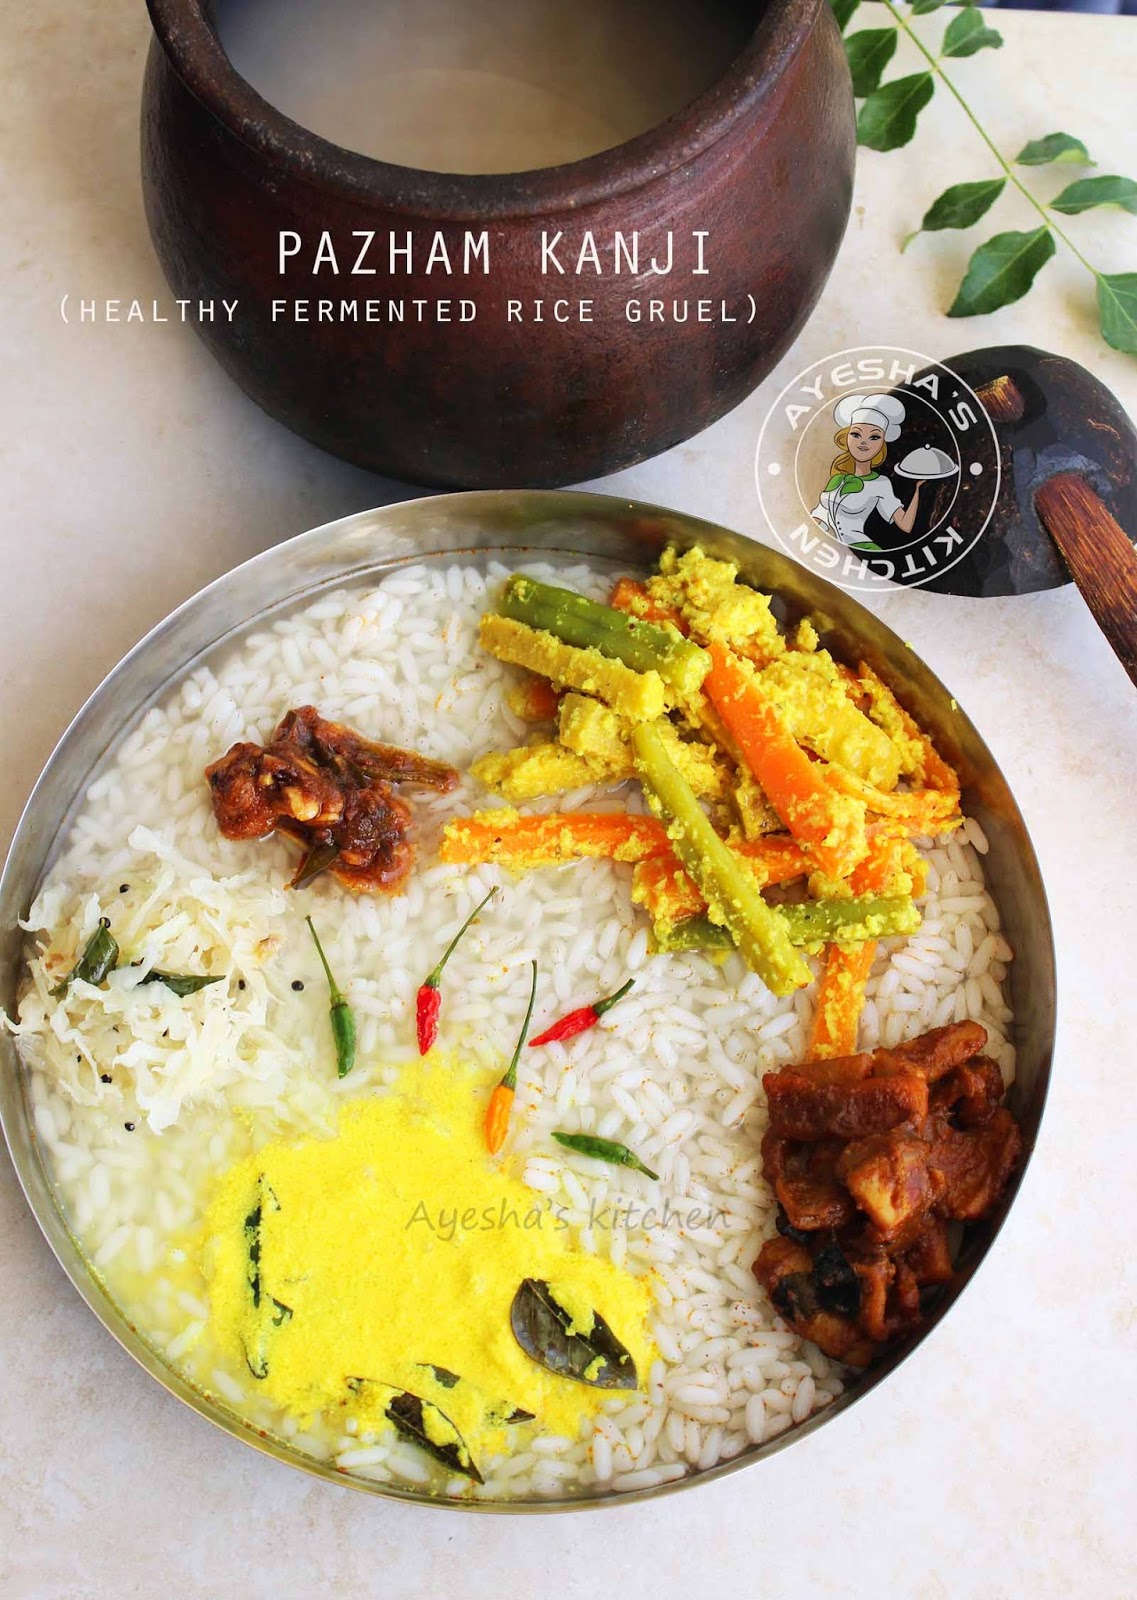 PAZHAM KANJI
(HEALTHY FERMENTED RICE GRUEL)
AYESHA'S
KITCHEN
Ayesha's kitchen